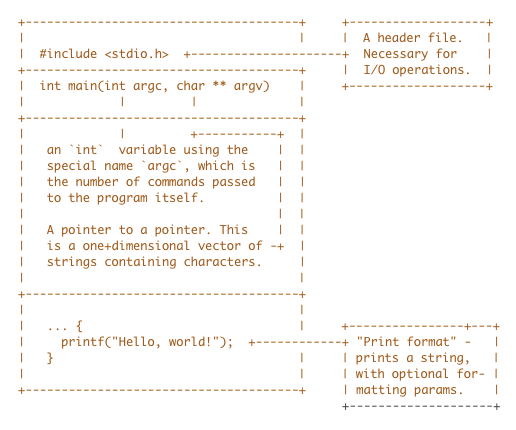 A header file.
#include <stdio.h>
Necessary for
I/O operations.
int main(int argc, char ** argv)
an `int`  variable using the
special name `argc`, which is
the number of commands passed
to the program itself.
A pointer to a pointer. This
is a one+dimensional vector of -+
strings containing characters.
... {
printf("Hello, world!");
}
"Print format" -
prints a string,
with optional for-
matting params.